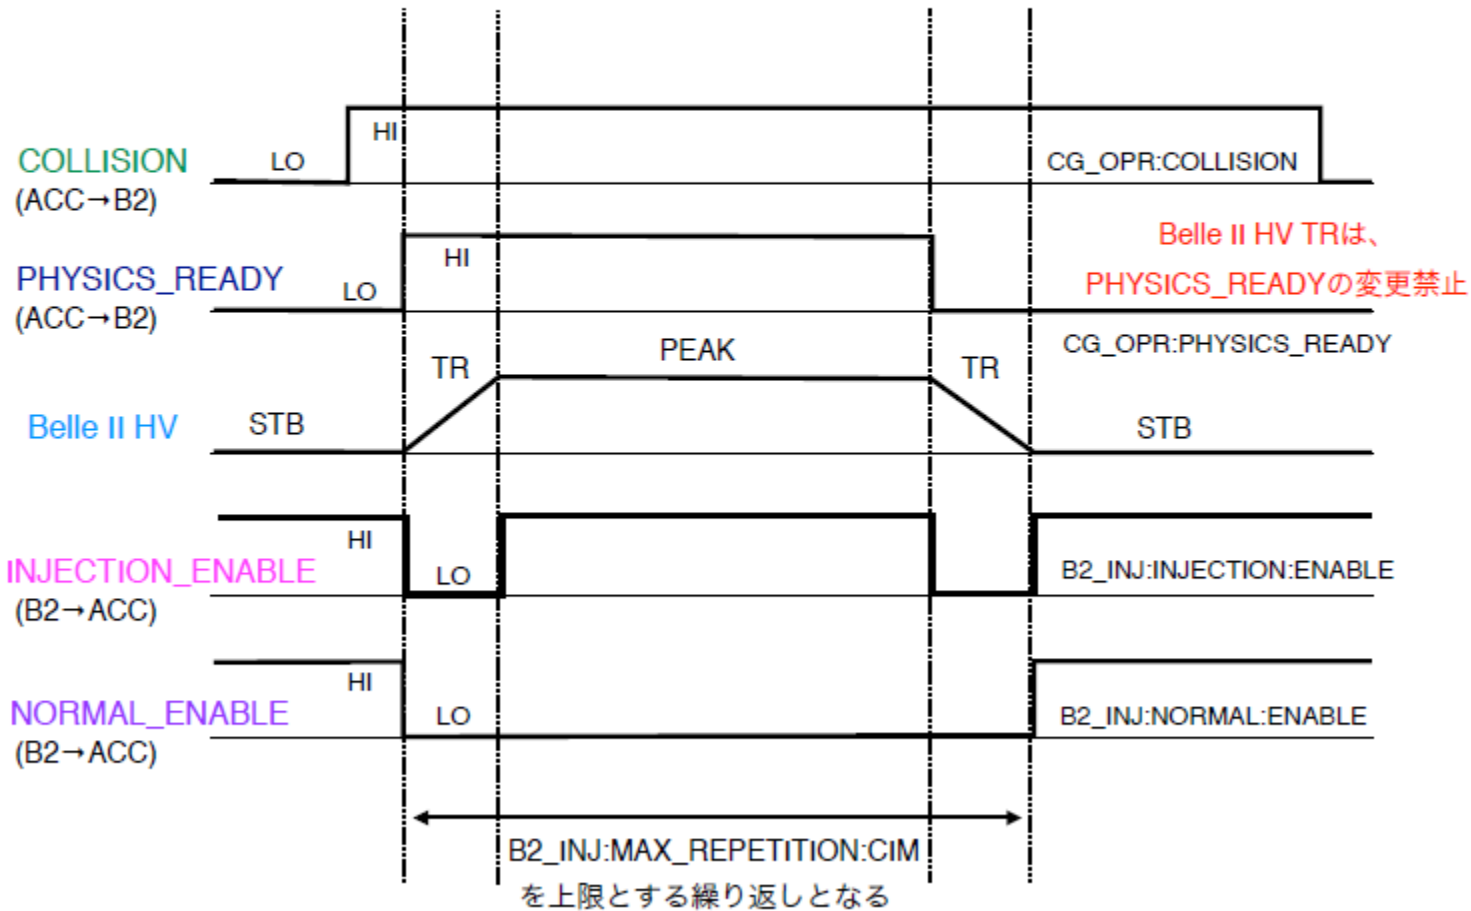 HI
COLLISION
LO
CG_OPR:COLLISION
(ACC→B2)
Belle II HV TRは、
PHYSICS_READYの変更禁止
HI
PHYSICS_READY
LO
(ACC→B2)
CG_OPR:PHYSICS_READY
TR
PEAK
TR
Belle II HV
STB
STB
HI
INJECTION_ENABLE
LO
B2_INJ:INJECTION:ENABLE
(B2→ACC)
HI
NORMAL_ENABLE
LO
B2_INJ:NORMAL:ENABLE
(B2→ACC)
B2_INJ:MAX_REPETITION:CIM
を上限とする繰り返しとなる